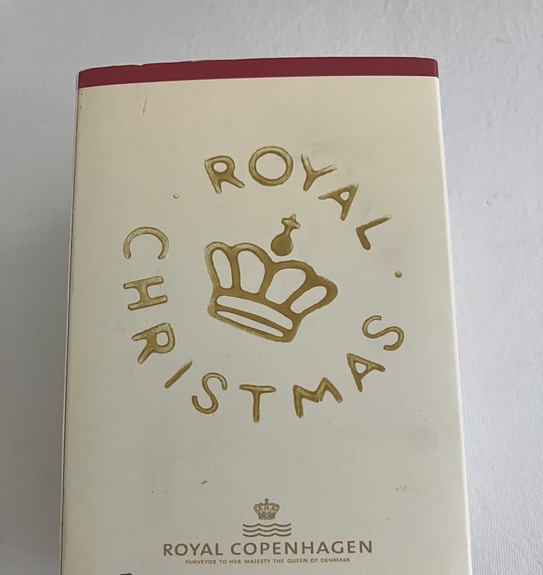 ROYAL · CHRISTMAS ·
ROYAL COPENHAGEN
PURVEYOR TO HER MAJESTY THE QUEEN OF DENMARK